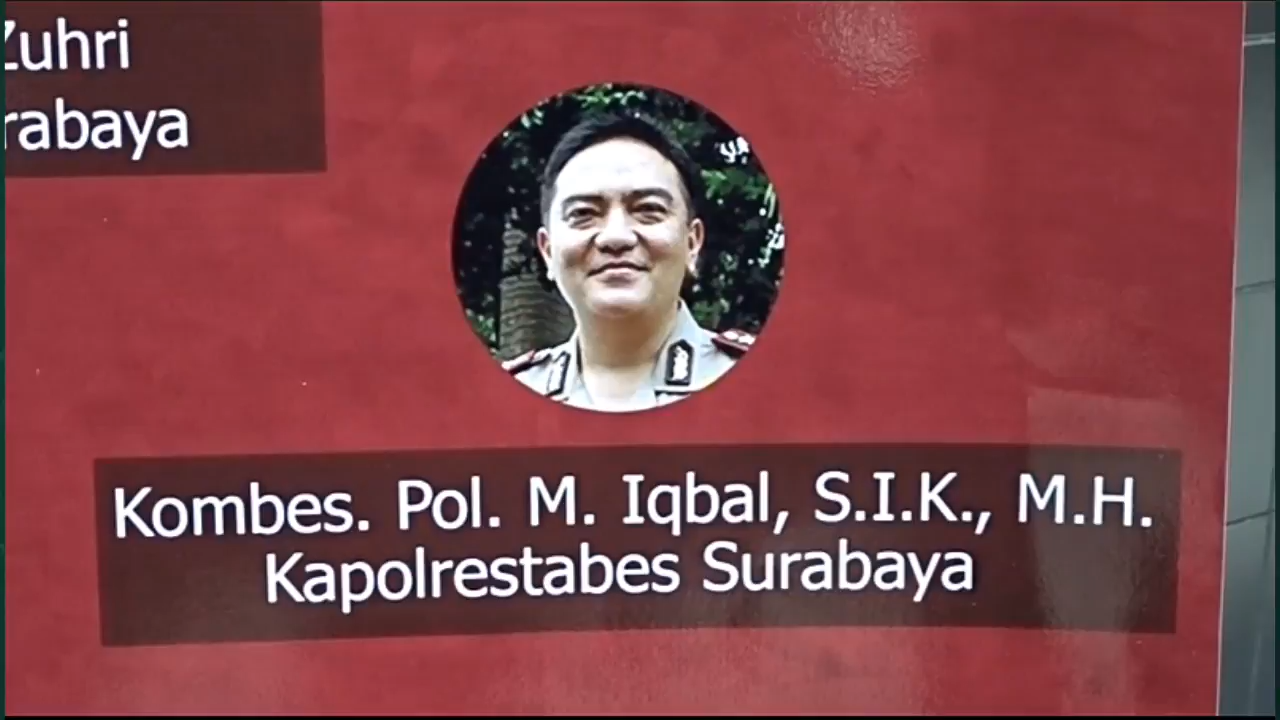 Zuhri
rabaya
Kombes. Pol. M. Iqbal, S.I.K., M.H.
Kapolrestabes Surabaya